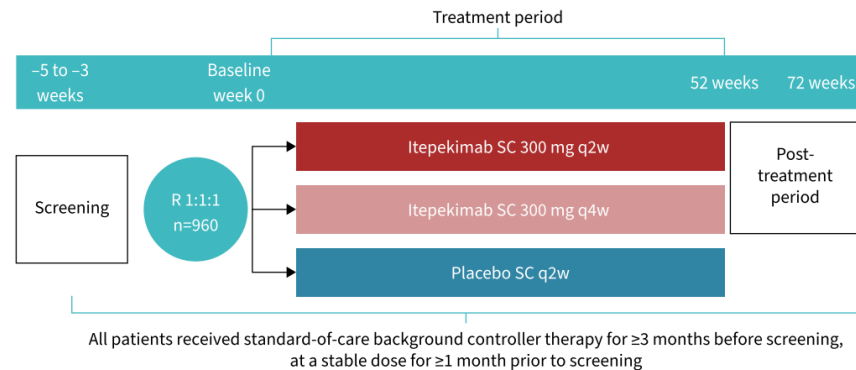 Treatment period
–5 to –3
weeks
Baseline
week 0
52 weeks
72 weeks
Screening
R 1:1:1
n=960
Itepekimab SC 300 mg q2w
Itepekimab SC 300 mg q4w
Placebo SC q2w
Post-
treatment
period
All patients received standard-of-care background controller therapy for ≥3 months before screening,
at a stable dose for ≥1 month prior to screening